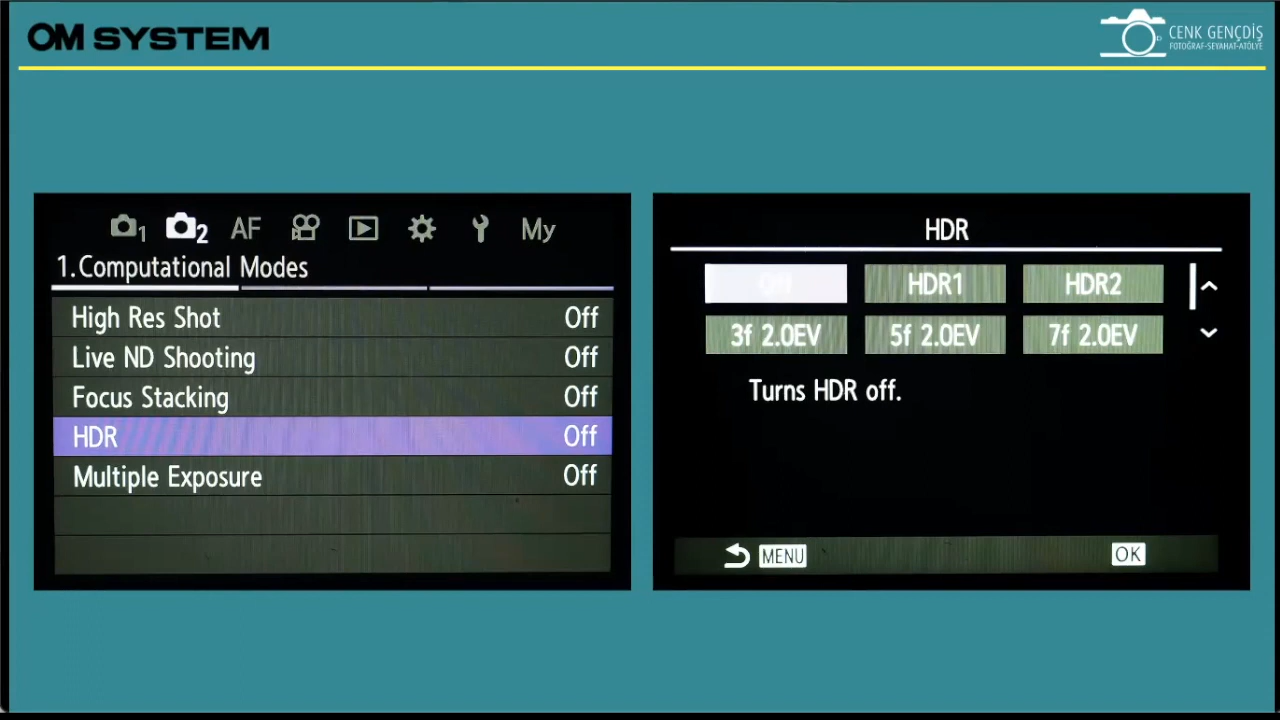 OM SYSTEM
CENK GENÇDİŞ
FOTOĞRAF-SEYAHAT-ATÖLYE
1 2 AF My
1.Computational Modes
High Res Shot Off
Live ND Shooting Off
Focus Stacking Off
HDR Off
Multiple Exposure Off
HDR
Off HDR1 HDR2
3f 2.0EV 5f 2.0EV 7f 2.0EV
Turns HDR off.
MENU OK